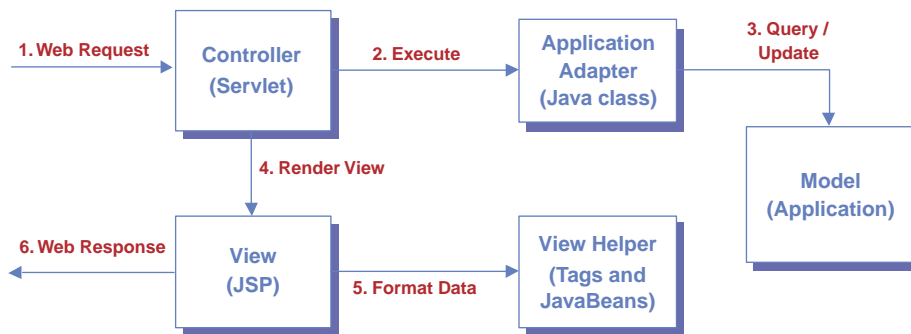 1. Web Request
Controller
(Servlet)
2. Execute
Application
Adapter
(Java class)
3. Query /
Update
4. Render View
Model
(Application)
6. Web Response
View
(JSP)
5. Format Data
View Helper
(Tags and
JavaBeans)